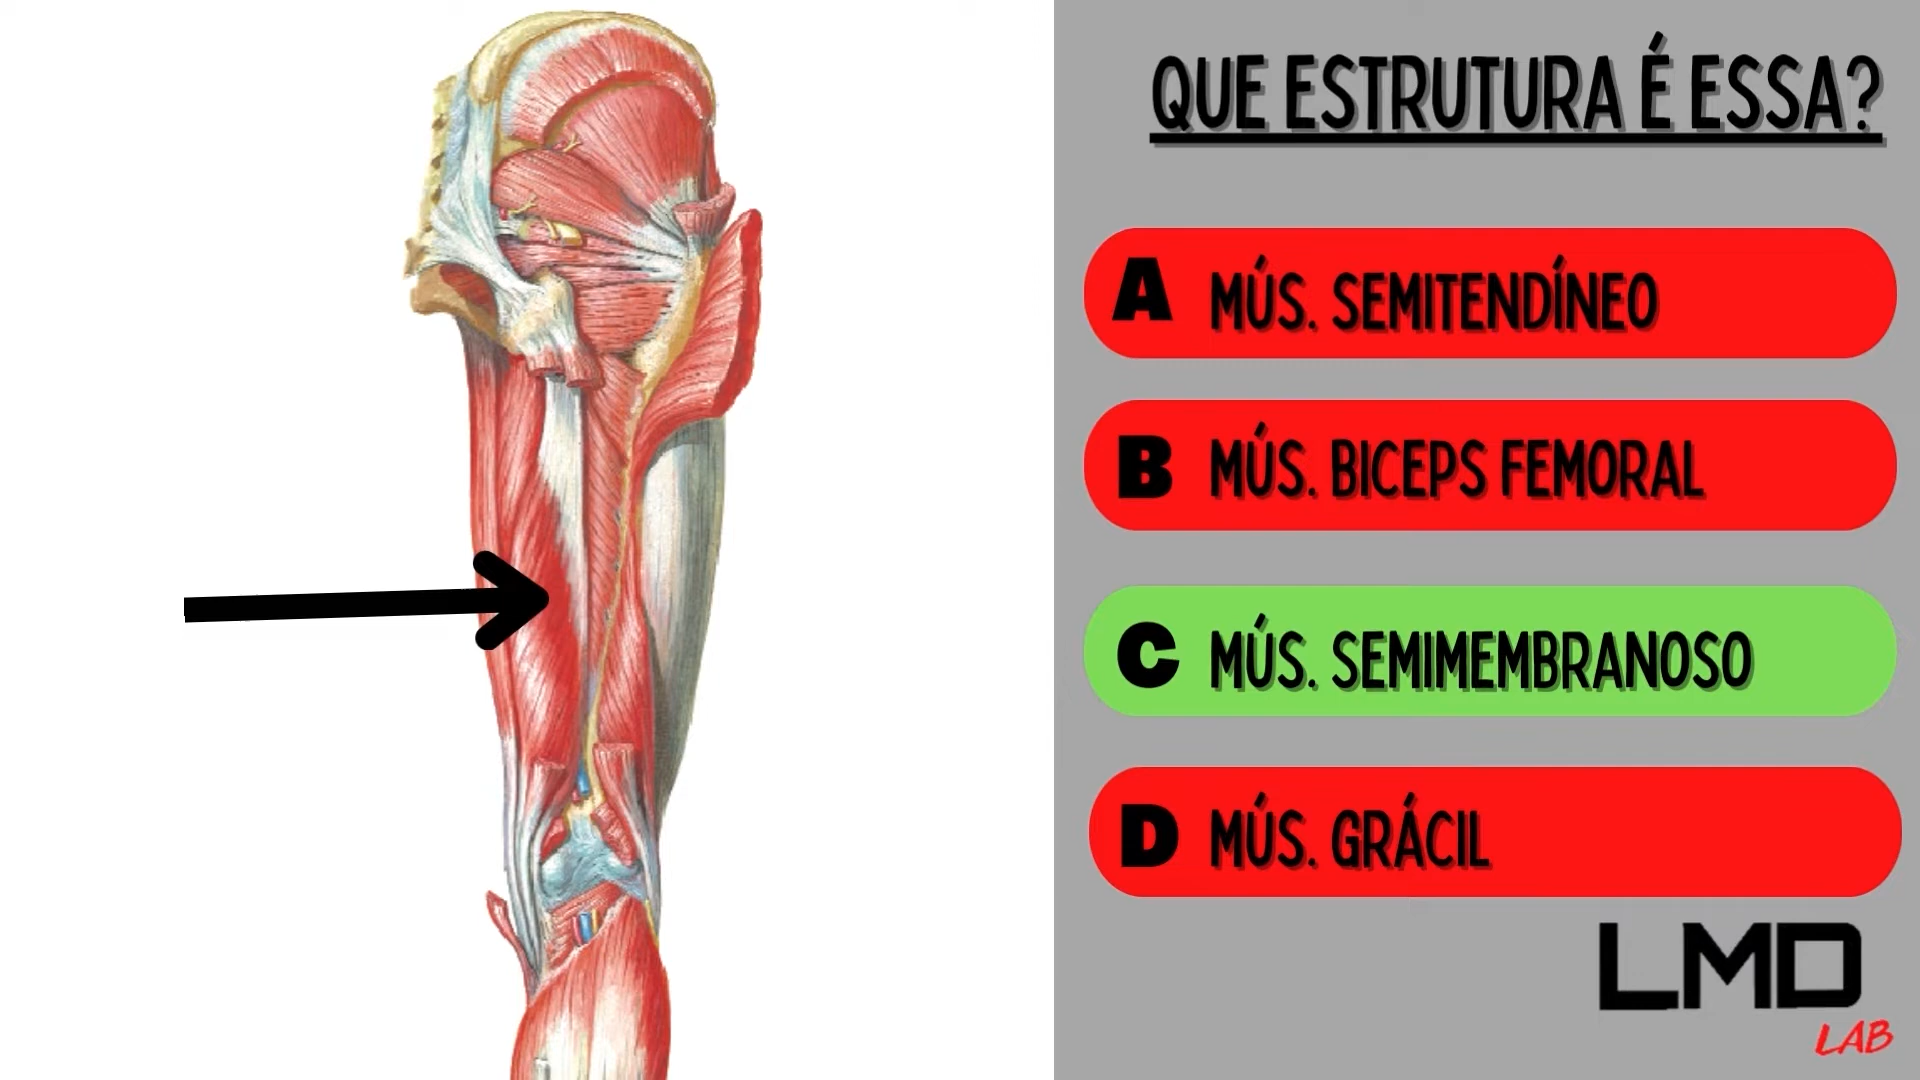 QUE ESTRUTURA É ESSA?
A MÚS. SEMITENDÍNEO
B MÚS. BICEPS FEMORAL
C MÚS. SEMIMEMBRANOSO
D MÚS. GRÁCIL
LMD
LAB